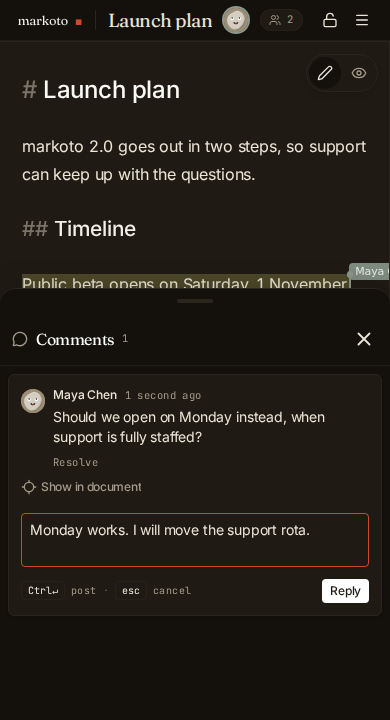 markoto
Launch plan
2
# Launch plan
markoto 2.0 goes out in two steps, so support
can keep up with the questions.
## Timeline
Maya
Public beta opens on Saturday, 1 November
Comments 1
Maya Chen 1 second ago
Should we open on Monday instead, when
support is fully staffed?
Resolve
Show in document
Monday works. I will move the support rota.
Ctrl↵ post · esc cancel
Reply